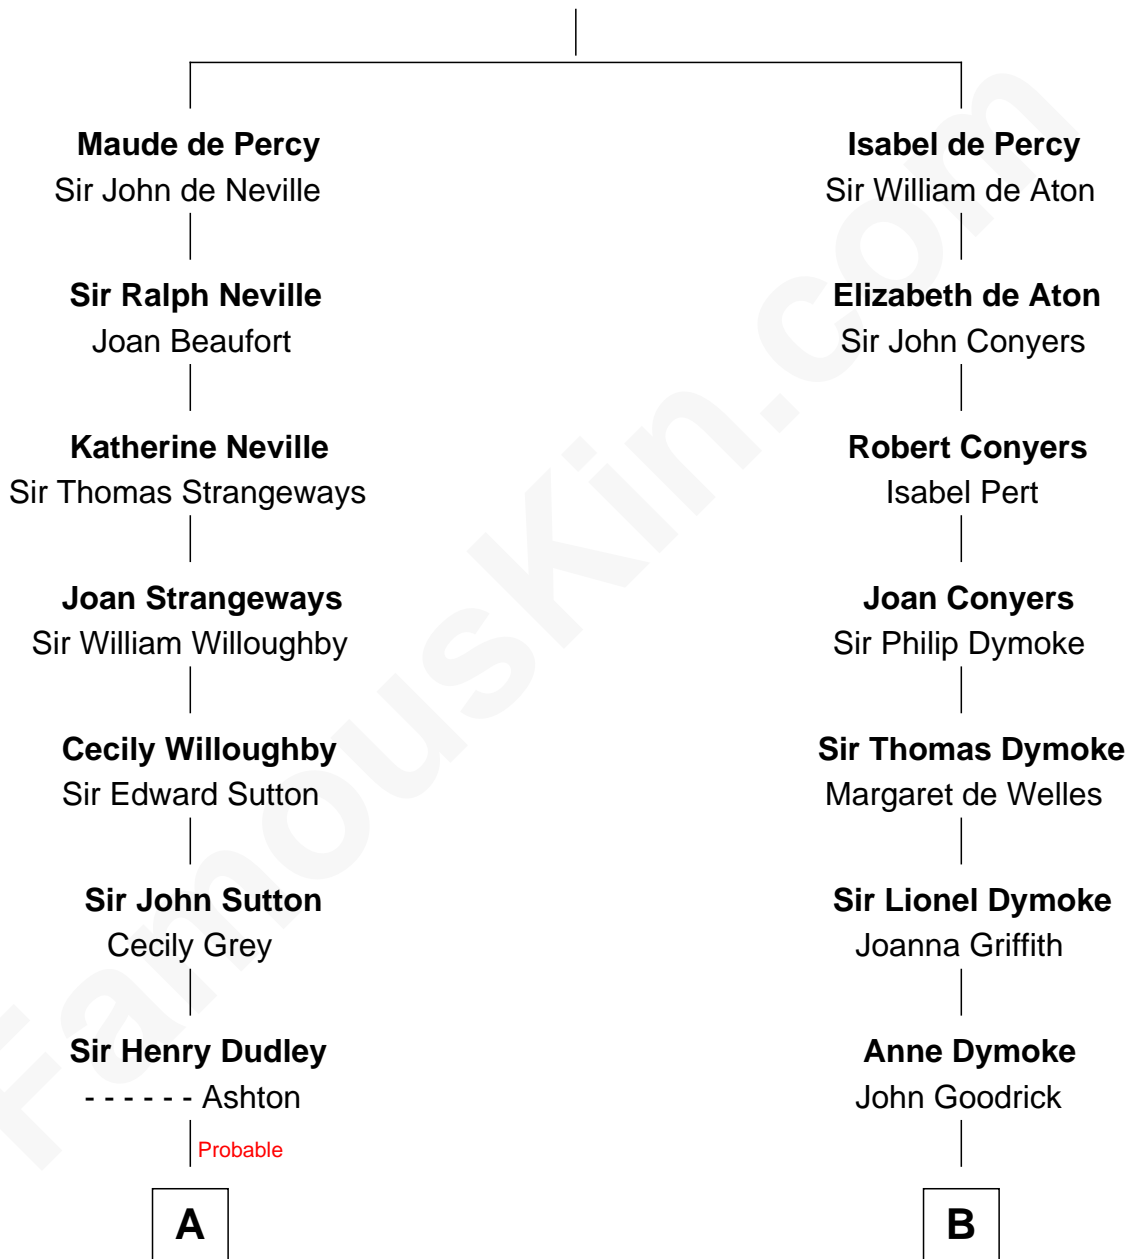 Maude de Percy
Sir John de Neville
Sir Ralph Neville
Joan Beaufort
Katherine Neville
Sir Thomas Strangeways
Joan Strangeways
Sir William Willoughby
Cecily Willoughby
Sir Edward Sutton
Sir John Sutton
Cecily Grey
Sir Henry Dudley
- - - - - - Ashton
Probable
A
Isabel de Percy
Sir William de Aton
Elizabeth de Aton
Sir John Conyers
Robert Conyers
Isabel Pert
Joan Conyers
Sir Philip Dymoke
Sir Thomas Dymoke
Margaret de Welles
Sir Lionel Dymoke
Joanna Griffith
Anne Dymoke
John Goodrick
B
FamousKin.com